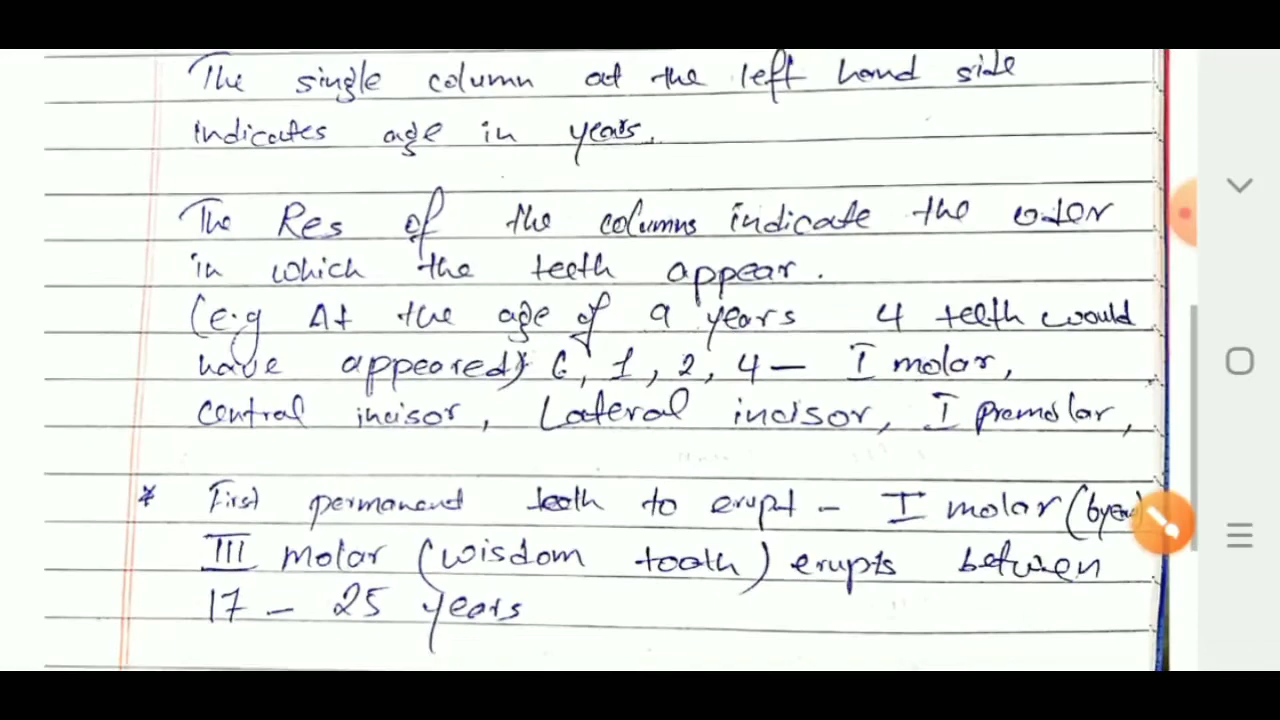 The single column at the left hand side
indicates age in years.
The Res of the columns indicate the order
in which the teeth appear.
(e.g At the age of 9 years 4 teeth would
have appeared) 6, 1, 2, 4 - I molar,
central incisor, Lateral incisor, I premolar,
* First permanent teeth to erupt - I molar (6yea
III molar (wisdom tooth) erupts between
17 - 25 years